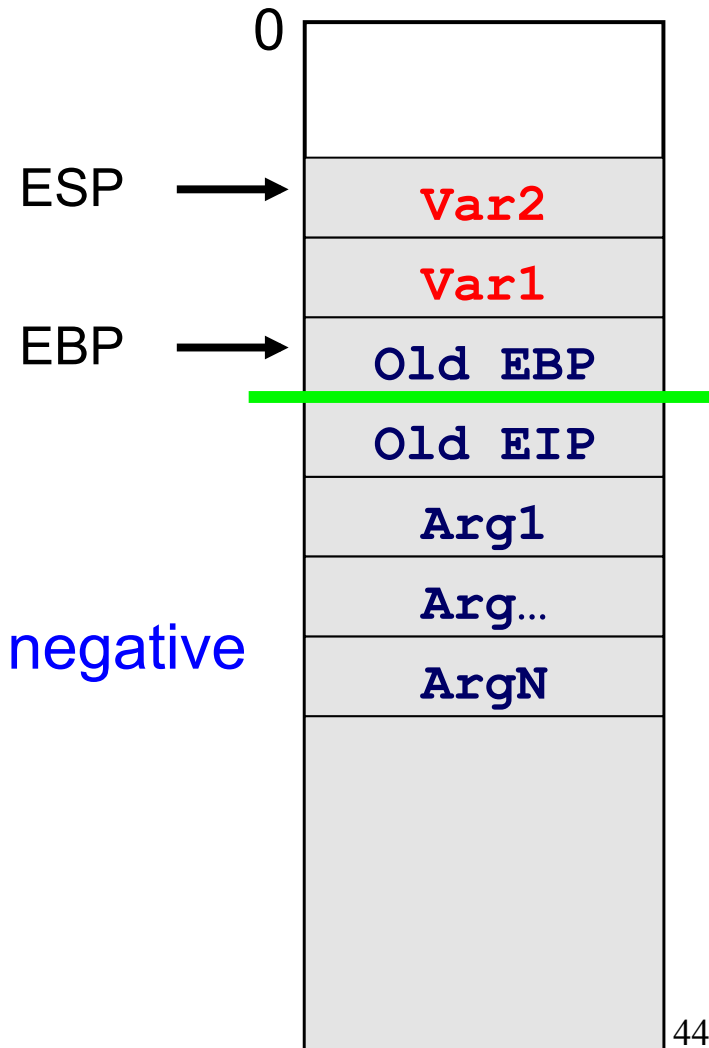 0
ESP
Var2
Var1
EBP
Old EBP
Old EIP
Arg1
Arg…
negative
ArgN
44